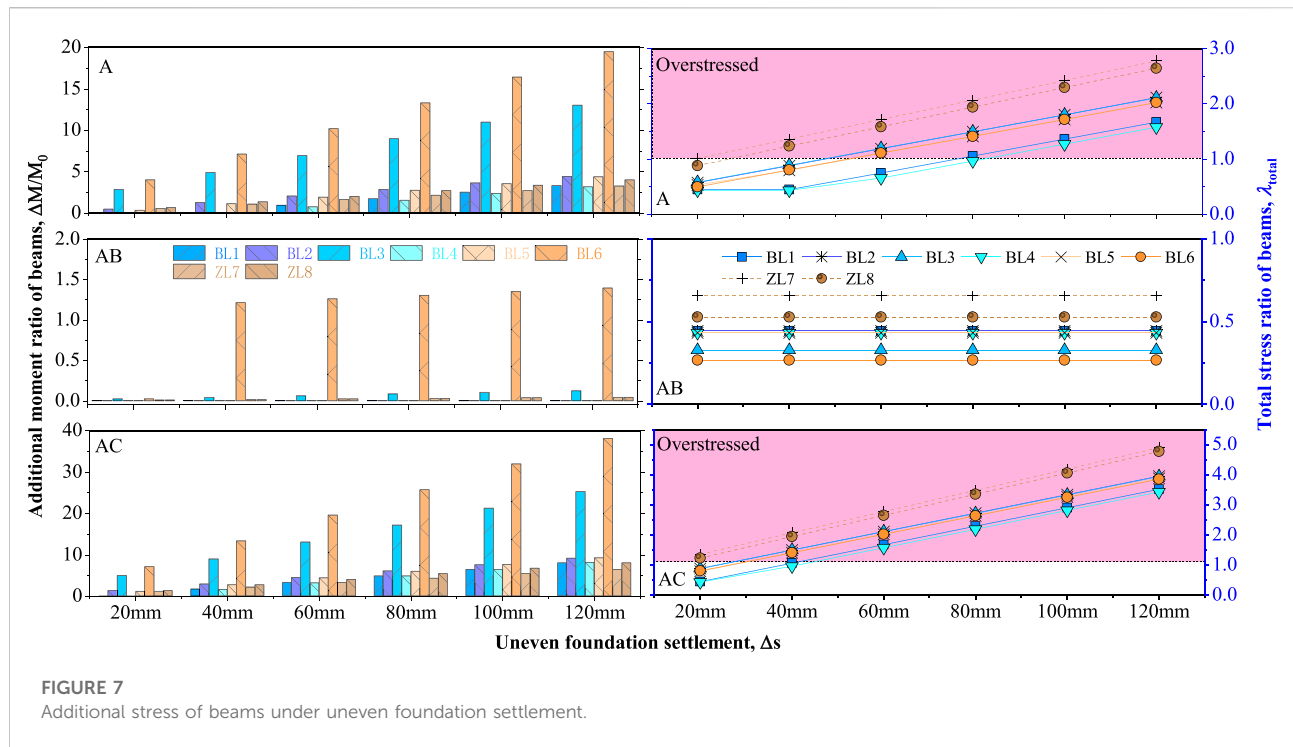 Additional moment ratio of beams, ΔM/M₀
20
15
10
5
0
A
2.0
1.5
1.0
0.5
0.0
AB
BL1 BL2 BL3 BL4 BL5 BL6
ZL7 ZL8
40
30
20
10
0
AC
20mm 40mm 60mm 80mm 100mm 120mm
Overstressed
A
3.0
2.0
1.0
0.0
BL1 BL2 BL3 BL4 BL5 BL6
ZL7 ZL8
AB
1.0
0.5
0.0
Overstressed
AC
5.0
4.0
3.0
2.0
1.0
0.0
20mm 40mm 60mm 80mm 100mm 120mm
Total stress ratio of beams, λtotal
Uneven foundation settlement, Δs
FIGURE 7
Additional stress of beams under uneven foundation settlement.